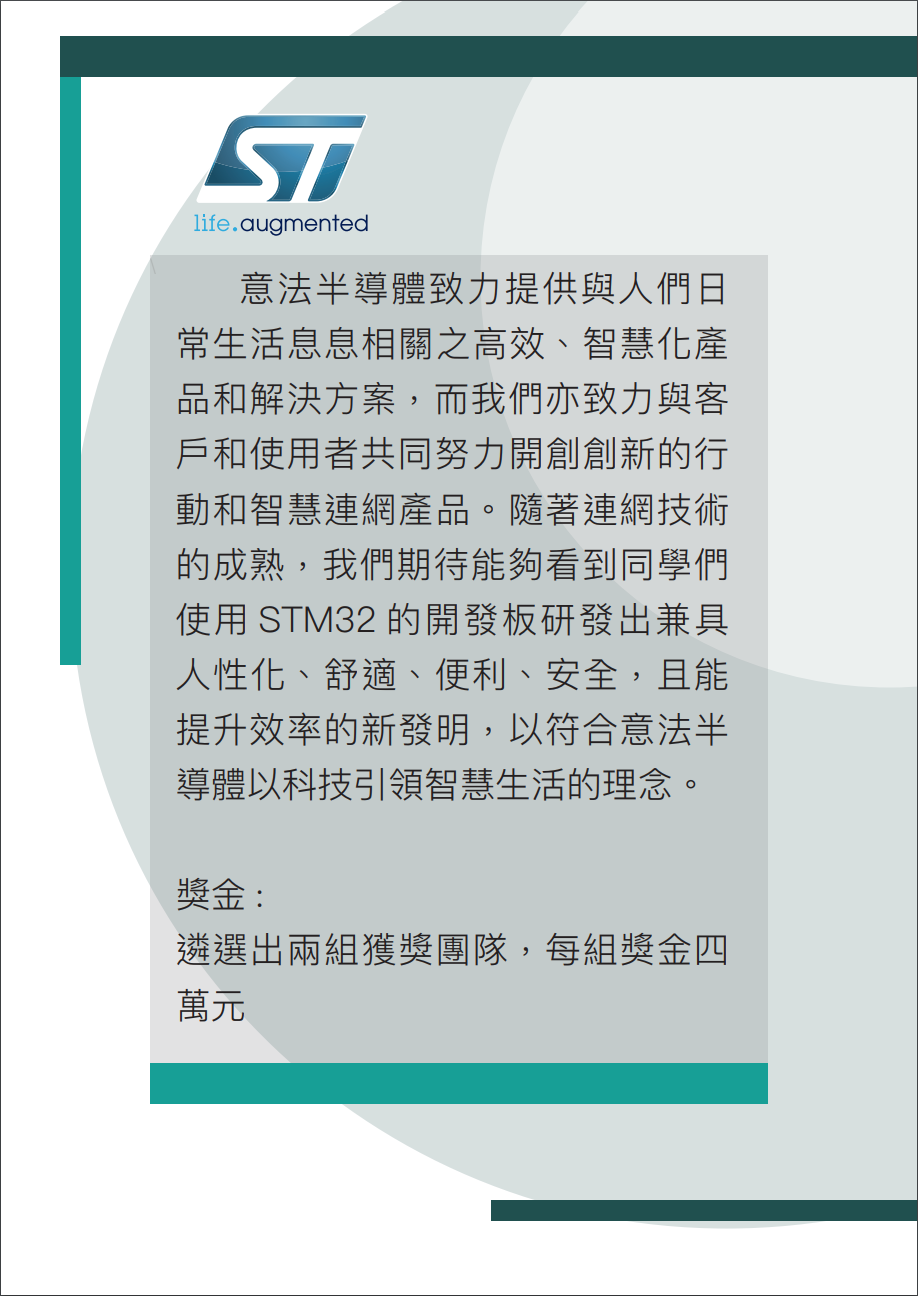 ST
life.augmented
意法半導體致力提供與人們日
常生活息息相關之高效、智慧化產
品和解決方案，而我們亦致力與客
戶和使用者共同努力開創創新的行
動和智慧連網產品。隨著連網技術
的成熟，我們期待能夠看到同學們
使用 STM32 的開發板研發出兼具
人性化、舒適、便利、安全，且能
提升效率的新發明，以符合意法半
導體以科技引領智慧生活的理念。
獎金 :
遴選出兩組獲獎團隊，每組獎金四
萬元